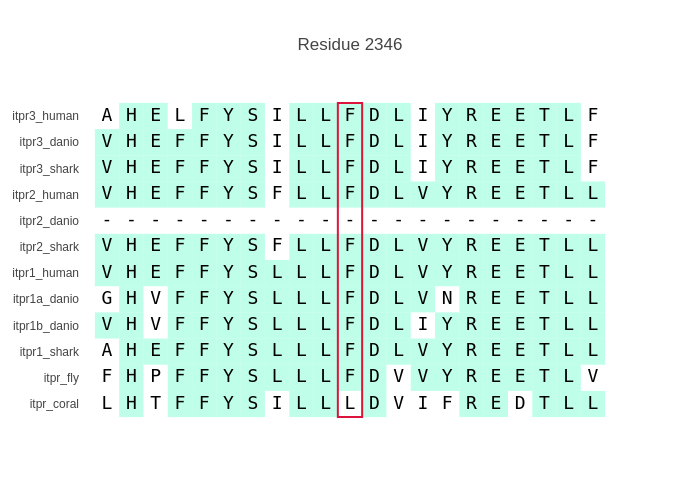 Residue 2346
itpr3_human A H E L F Y S I L L F D L I Y R E E T L F
itpr3_danio V H E F F Y S I L L F D L I Y R E E T L F
itpr3_shark V H E F F Y S I L L F D L I Y R E E T L F
itpr2_human V H E F F Y S F L L F D L V Y R E E T L L
itpr2_danio - - - - - - - - - - - - - - - - - - - - -
itpr2_shark V H E F F Y S F L L F D L V Y R E E T L L
itpr1_human V H E F F Y S L L L F D L V Y R E E T L L
itpr1a_danio G H V F F Y S L L L F D L V N R E E T L L
itpr1b_danio V H V F F Y S L L L F D L I Y R E E T L L
itpr1_shark A H E F F Y S L L L F D L V Y R E E T L L
itpr_fly F H P F F Y S L L L F D V V Y R E E T L V
itpr_coral L H T F F Y S I L L L D V I F R E D T L L